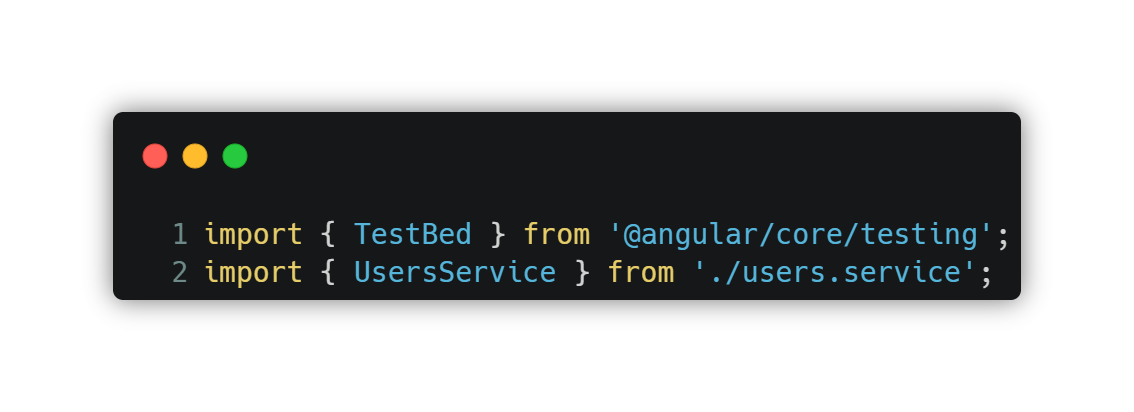 1 import { TestBed } from '@angular/core/testing';
2 import { UsersService } from './users.service';